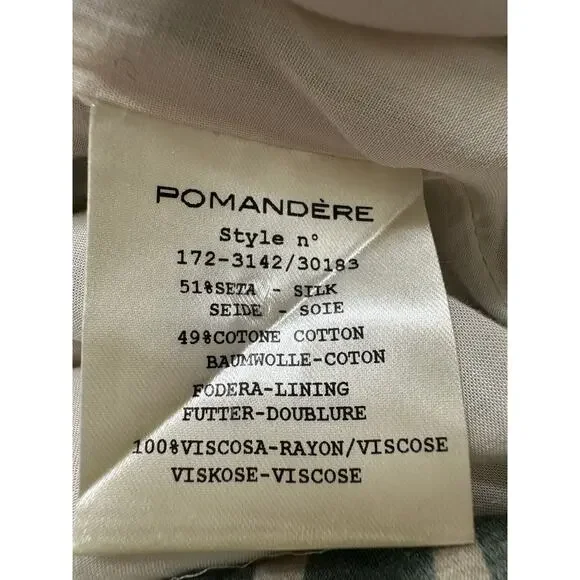 POMANDÈRE
Style n°
172-3142/30183
51%SETA - SILK
SEIDE - SOIE
49%COTONE COTTON
BAUMWOLLE-COTON
FODERA-LINING
FUTTER-DOUBLURE
100%VISCOSA-RAYON/VISCOSE
VISKOSE-VISCOSE